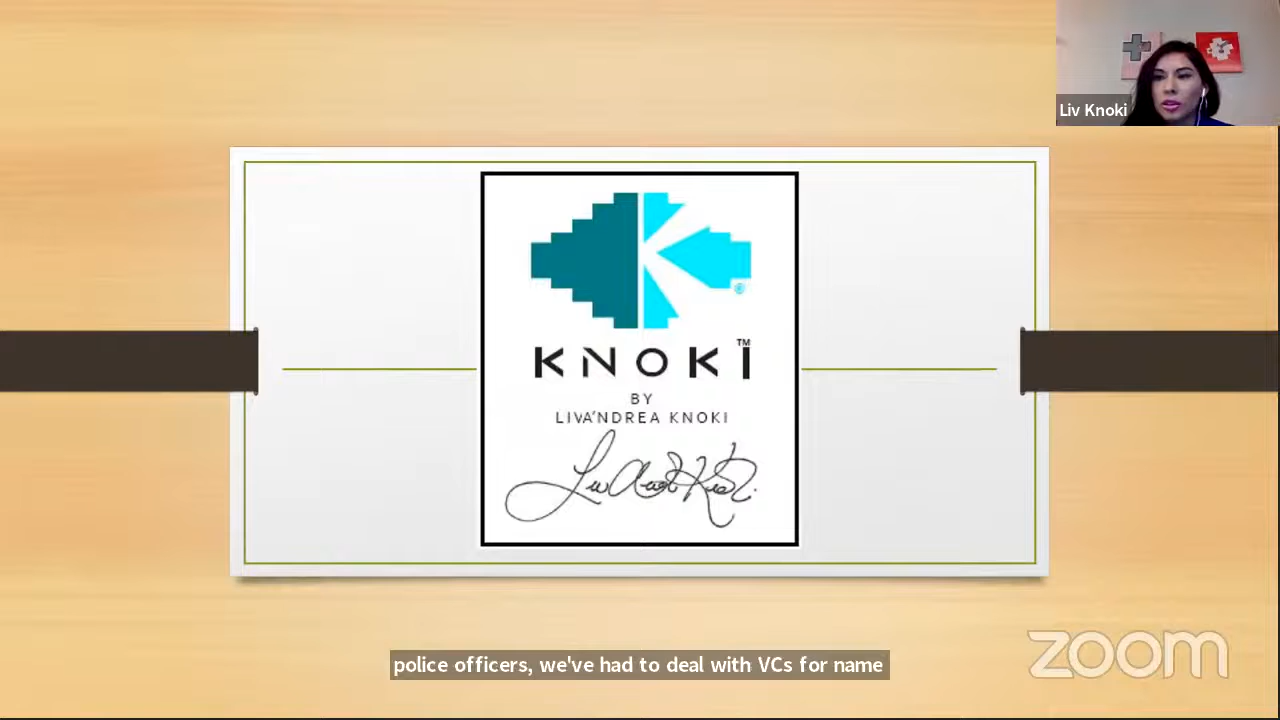 Liv Knoki
®
KNOKI™
BY
LIVA'NDREA KNOKI
police officers, we've had to deal with VCs for name
zoom